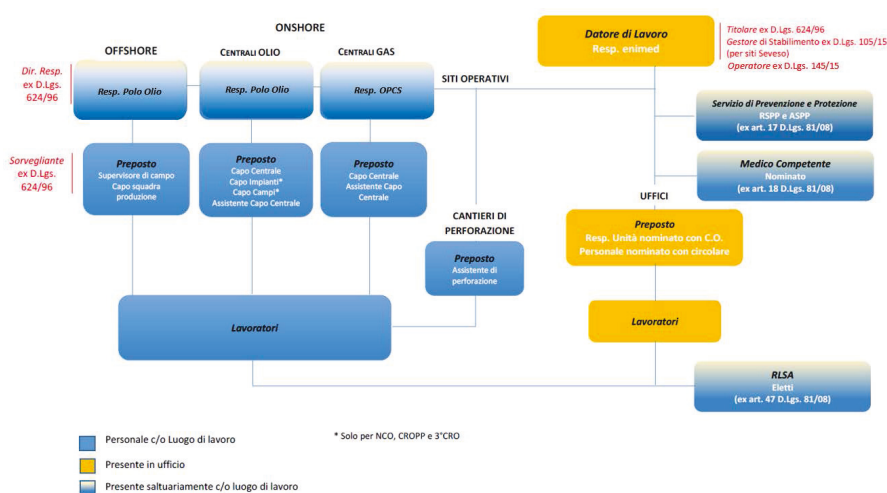 ONSHORE
OFFSHORE
CENTRALI OLIO
CENTRALI GAS
Datore di Lavoro
Resp. enimed
Titolare ex D.Lgs. 624/96
Gestore di Stabilimento ex D.Lgs. 105/15
(per siti Seveso)
Operatore ex D.Lgs. 145/15
Dir. Resp.
ex D.Lgs.
624/96
Resp. Polo Olio
Resp. Polo Olio
Resp. OPCS
SITI OPERATIVI
Servizio di Prevenzione e Protezione
RSPP e ASPP
(ex art. 17 D.Lgs. 81/08)
Sorvegliante
ex D.Lgs.
624/96
Preposto
Supervisore di campo
Capo squadra
produzione
Preposto
Capo Centrale
Capo Impianti*
Capo Campi*
Assistente Capo Centrale
Preposto
Capo Centrale
Assistente Capo
Centrale
Medico Competente
Nominato
(ex art. 18 D.Lgs. 81/08)
UFFICI
CANTIERI DI
PERFORAZIONE
Preposto
Resp. Unità nominato con C.O.
Personale nominato con circolare
Preposto
Assistente di
perforazione
Lavoratori
Lavoratori
RLSA
Eletti
(ex art. 47 D.Lgs. 81/08)
Personale c/o Luogo di lavoro
* Solo per NCO, CROPP e 3°CRO
Presente in ufficio
Presente saltuariamente c/o luogo di lavoro